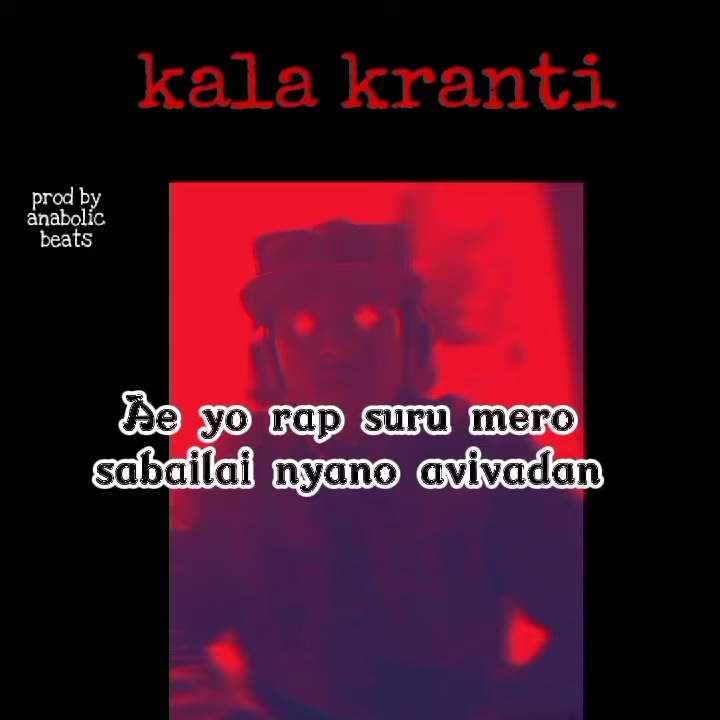 kala kranti
prod by
anabolic
beats
Ae yo rap suru mero
sabailai nyano avivadan